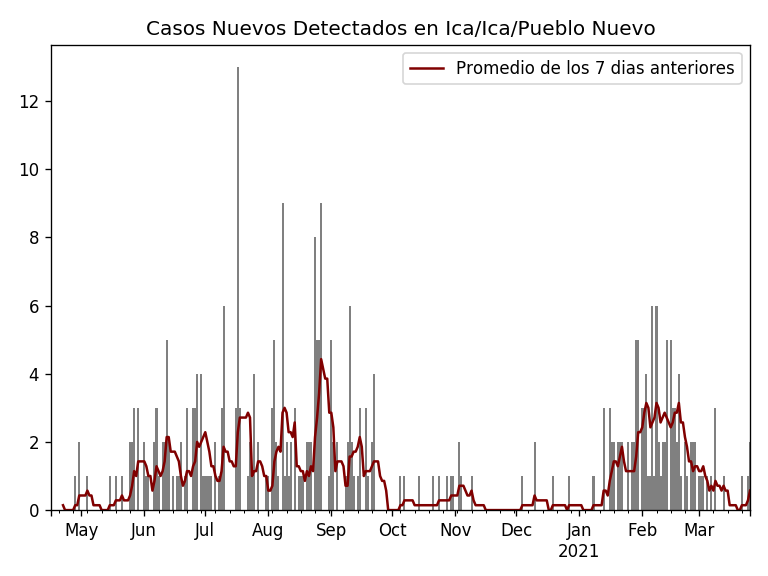 Casos Nuevos Detectados en Ica/Ica/Pueblo Nuevo
Promedio de los 7 dias anteriores
12
10
8
6
4
2
0
May Jun Jul Aug Sep Oct Nov Dec Jan Feb Mar
2021